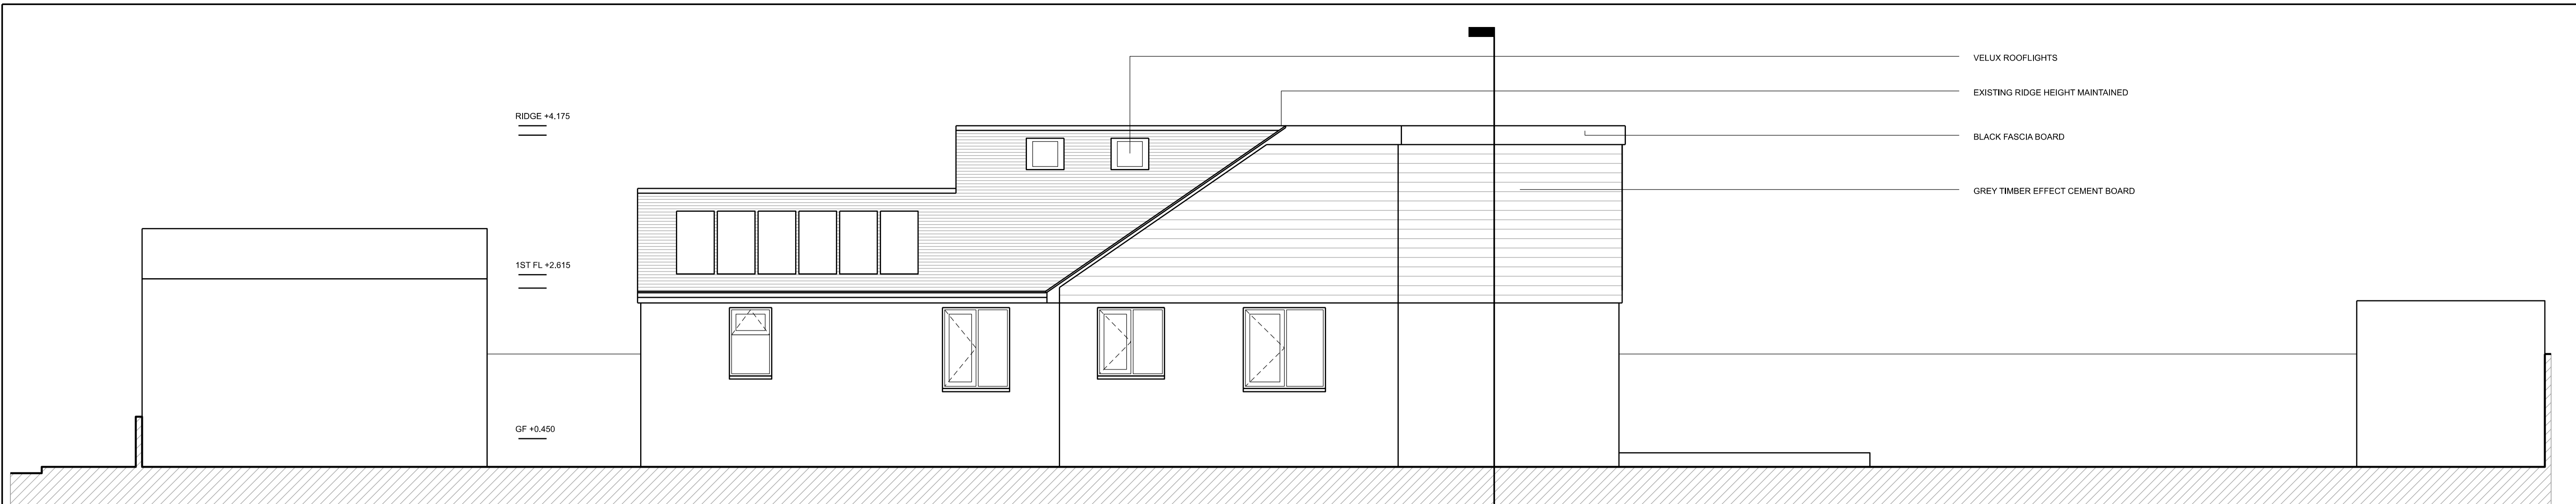 VELUX ROOFLIGHTS
EXISTING RIDGE HEIGHT MAINTAINED
RIDGE +4.175
BLACK FASCIA BOARD
GREY TIMBER EFFECT CEMENT BOARD
1ST FL +2.615
GF +0.450